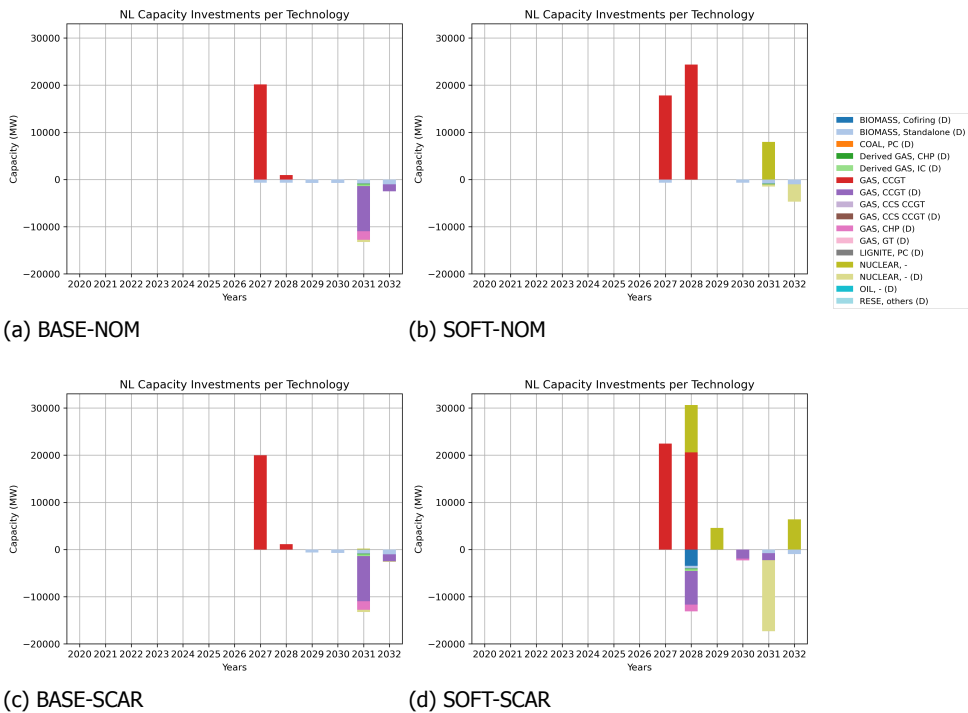 NL Capacity Investments per Technology
30000
20000
10000
0
−10000
−20000
Capacity (MW)
2020 2021 2022 2023 2024 2025 2026 2027 2028 2029 2030 2031 2032
Years
(a) BASE-NOM
NL Capacity Investments per Technology
30000
20000
10000
0
−10000
−20000
Capacity (MW)
2020 2021 2022 2023 2024 2025 2026 2027 2028 2029 2030 2031 2032
Years
(b) SOFT-NOM
BIOMASS, Cofiring (D)
BIOMASS, Standalone (D)
COAL, PC (D)
Derived GAS, CHP (D)
Derived GAS, IC (D)
GAS, CCGT
GAS, CCGT (D)
GAS, CCS CCGT
GAS, CCS CCGT (D)
GAS, CHP (D)
GAS, GT (D)
LIGNITE, PC (D)
NUCLEAR, -
NUCLEAR, - (D)
OIL, - (D)
RESE, others (D)
NL Capacity Investments per Technology
30000
20000
10000
0
−10000
−20000
Capacity (MW)
2020 2021 2022 2023 2024 2025 2026 2027 2028 2029 2030 2031 2032
Years
(c) BASE-SCAR
NL Capacity Investments per Technology
30000
20000
10000
0
−10000
−20000
Capacity (MW)
2020 2021 2022 2023 2024 2025 2026 2027 2028 2029 2030 2031 2032
Years
(d) SOFT-SCAR